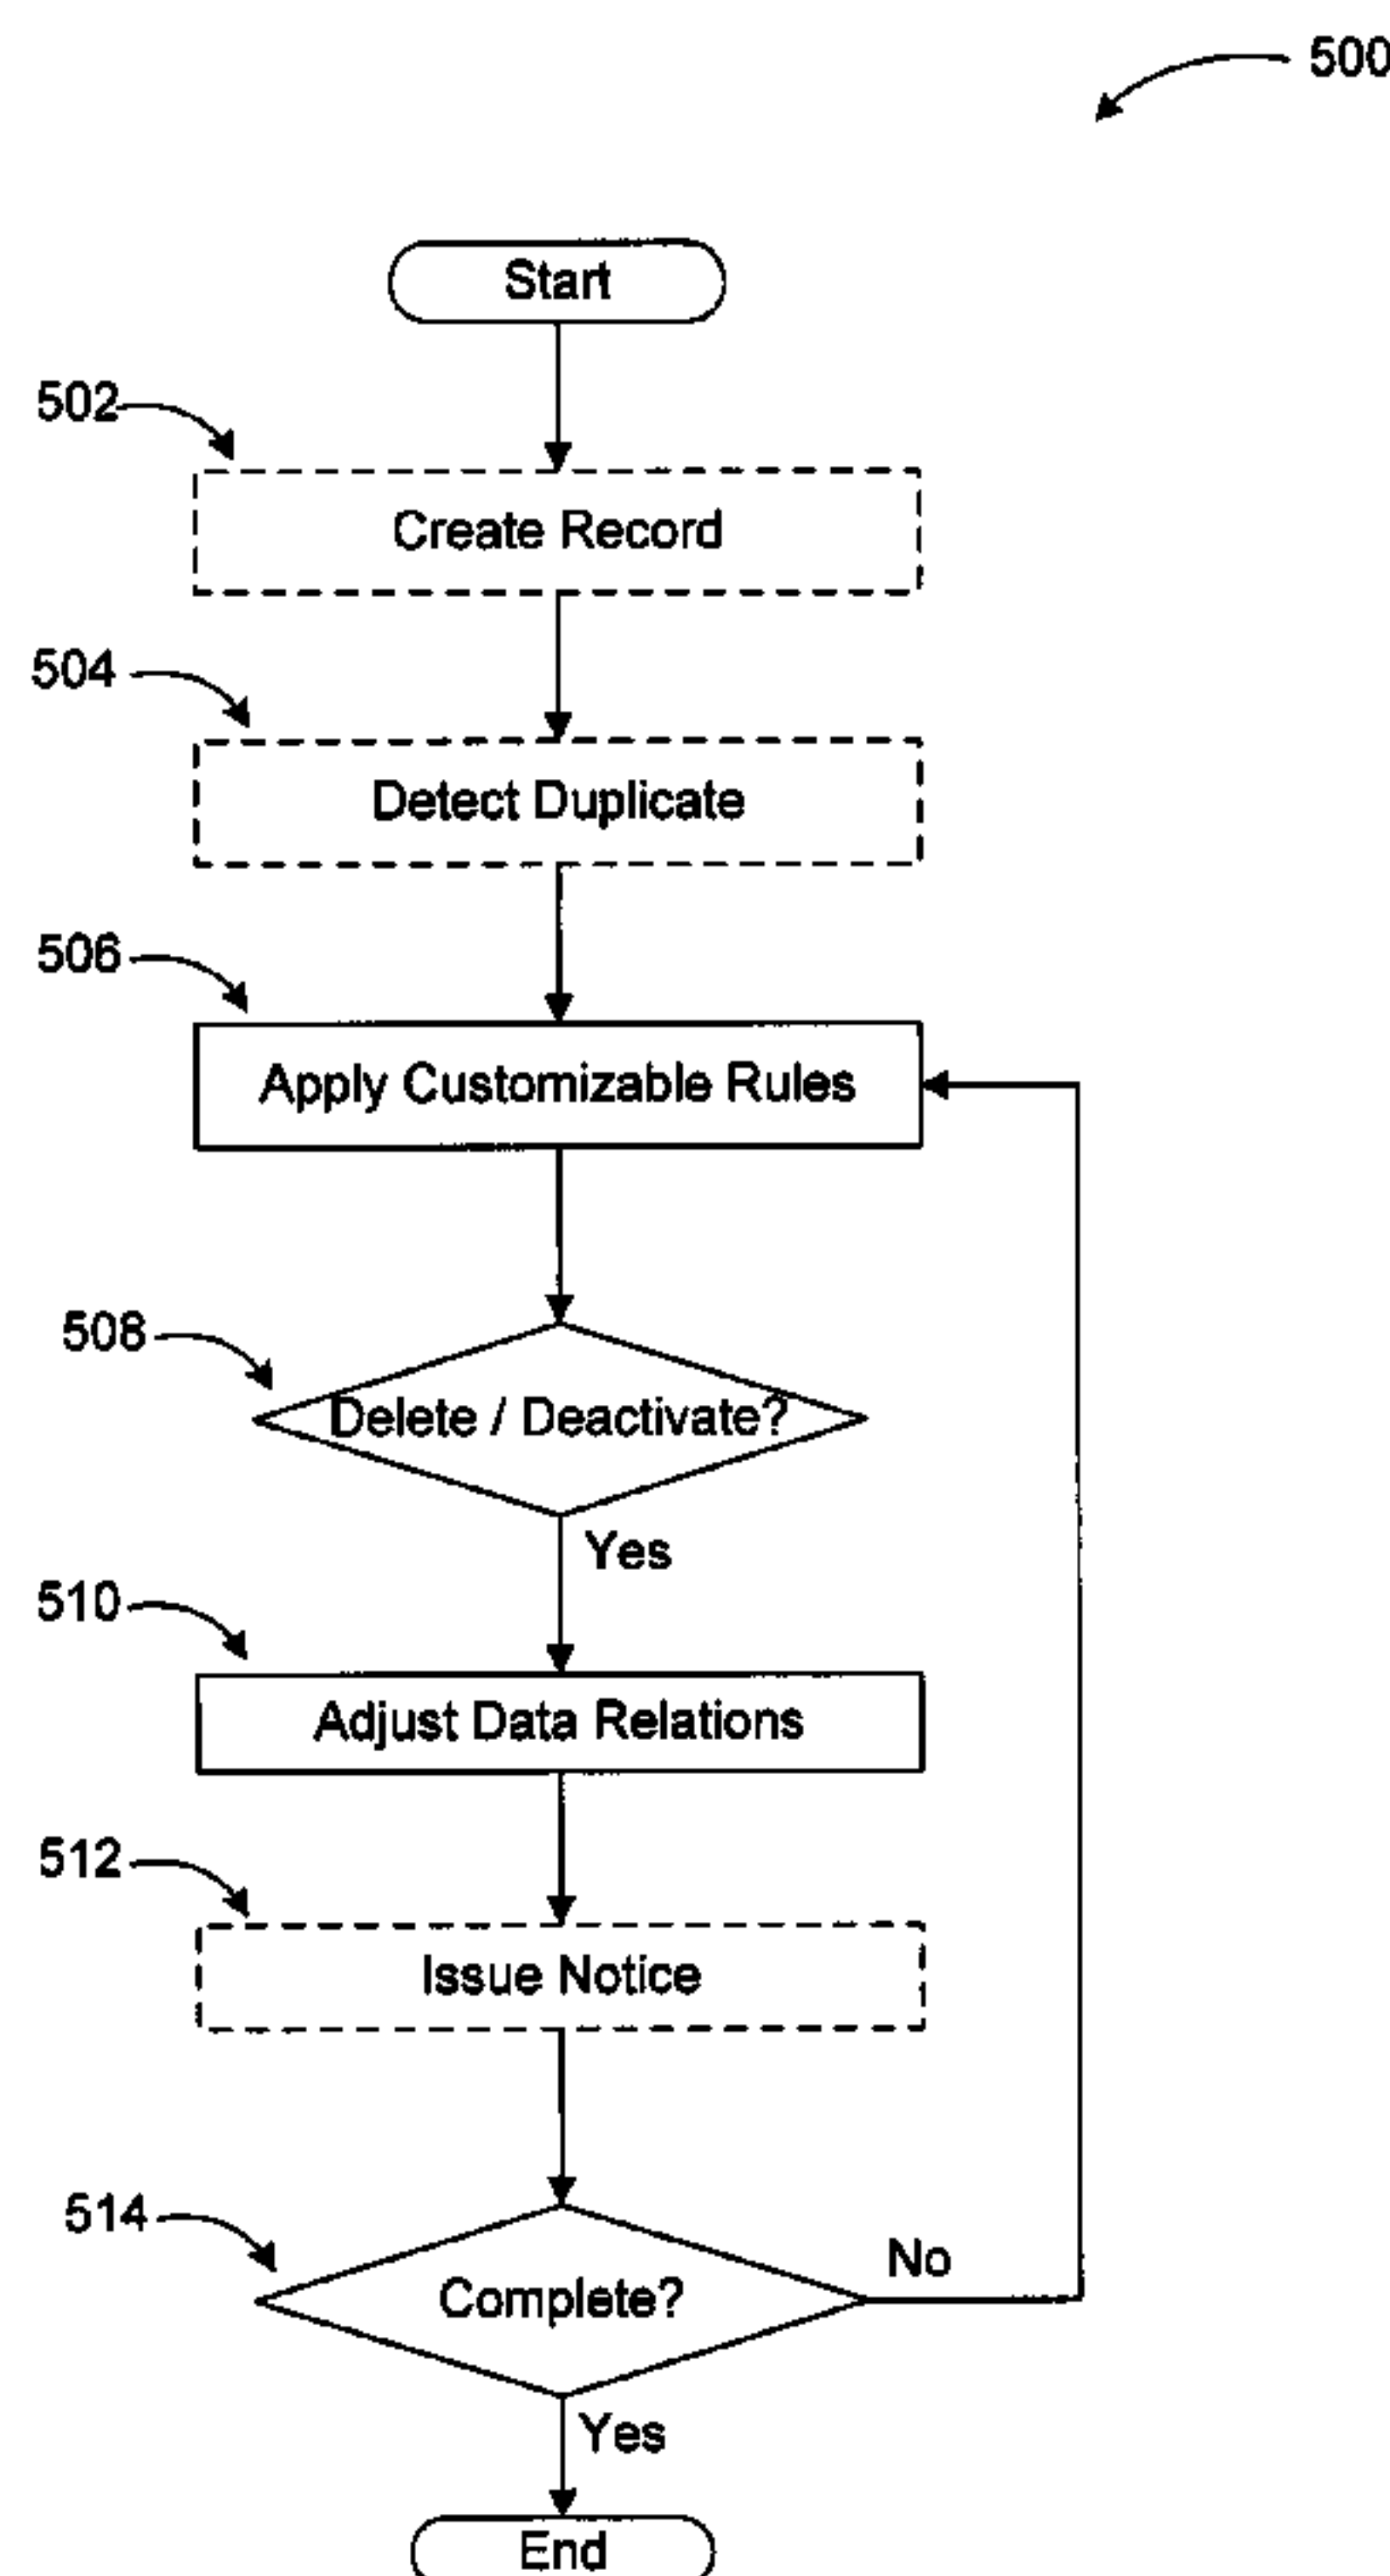 500
Start
502
Create Record
504
Detect Duplicate
506
Apply Customizable Rules
508
Delete / Deactivate?
Yes
510
Adjust Data Relations
512
Issue Notice
514
Complete?
No
Yes
End